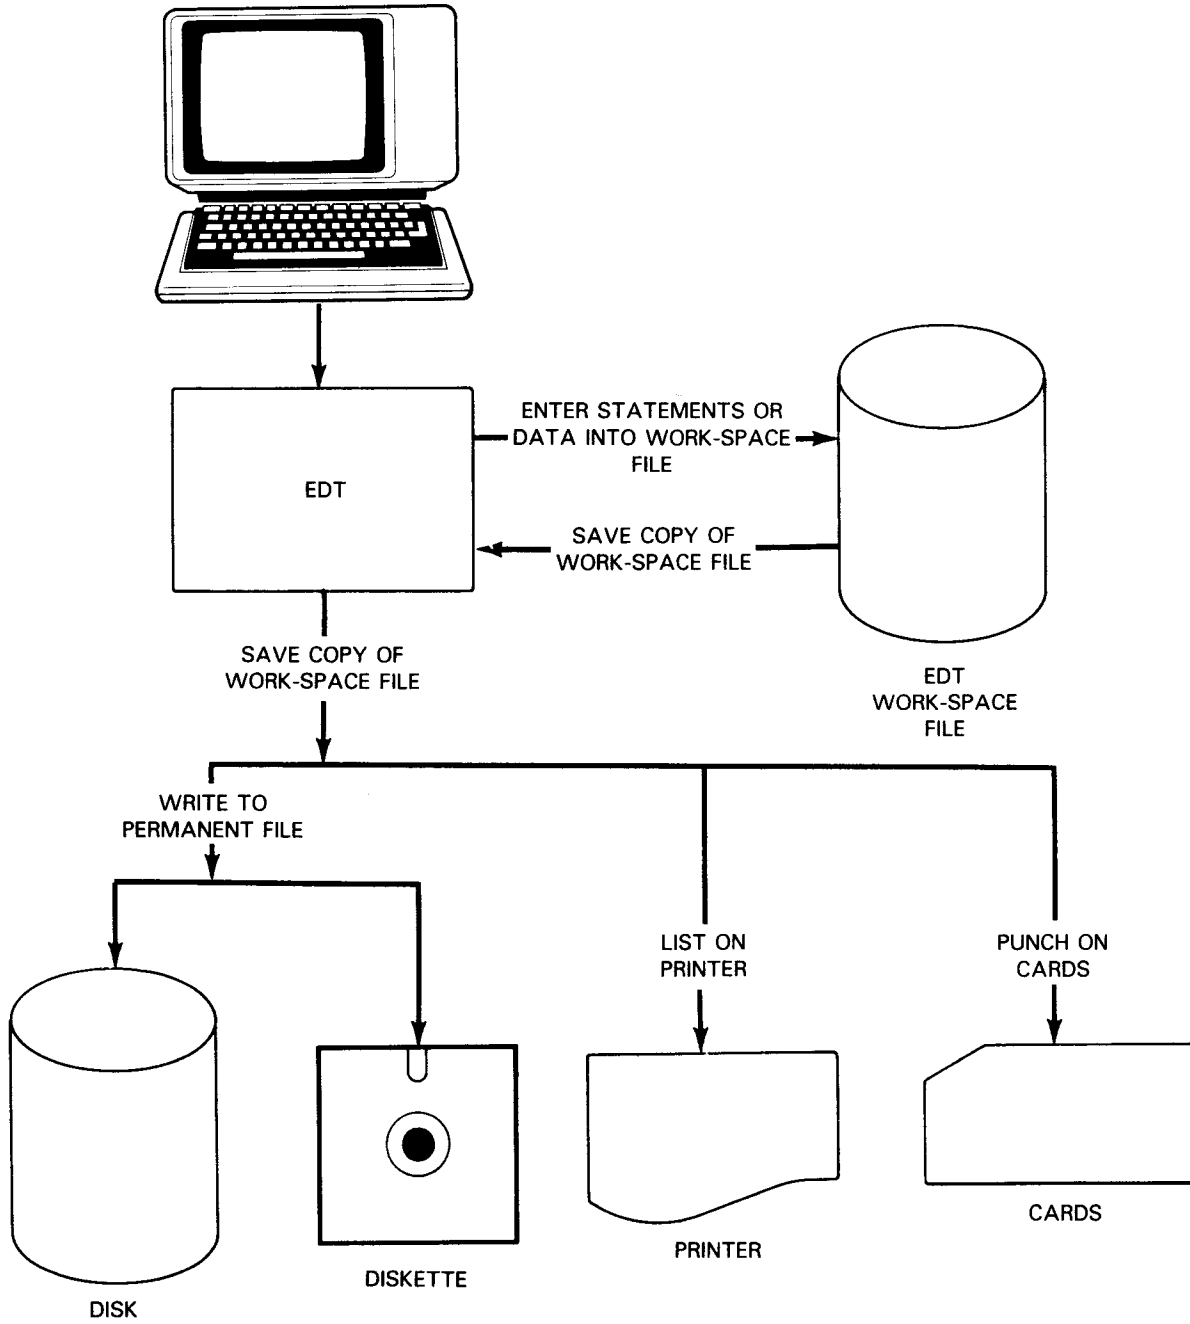 ENTER STATEMENTS OR
DATA INTO WORK-SPACE
FILE
EDT
SAVE COPY OF
WORK-SPACE FILE
SAVE COPY OF
WORK-SPACE FILE
EDT
WORK-SPACE
FILE
WRITE TO
PERMANENT FILE
LIST ON
PRINTER
PUNCH ON
CARDS
CARDS
PRINTER
DISKETTE
DISK